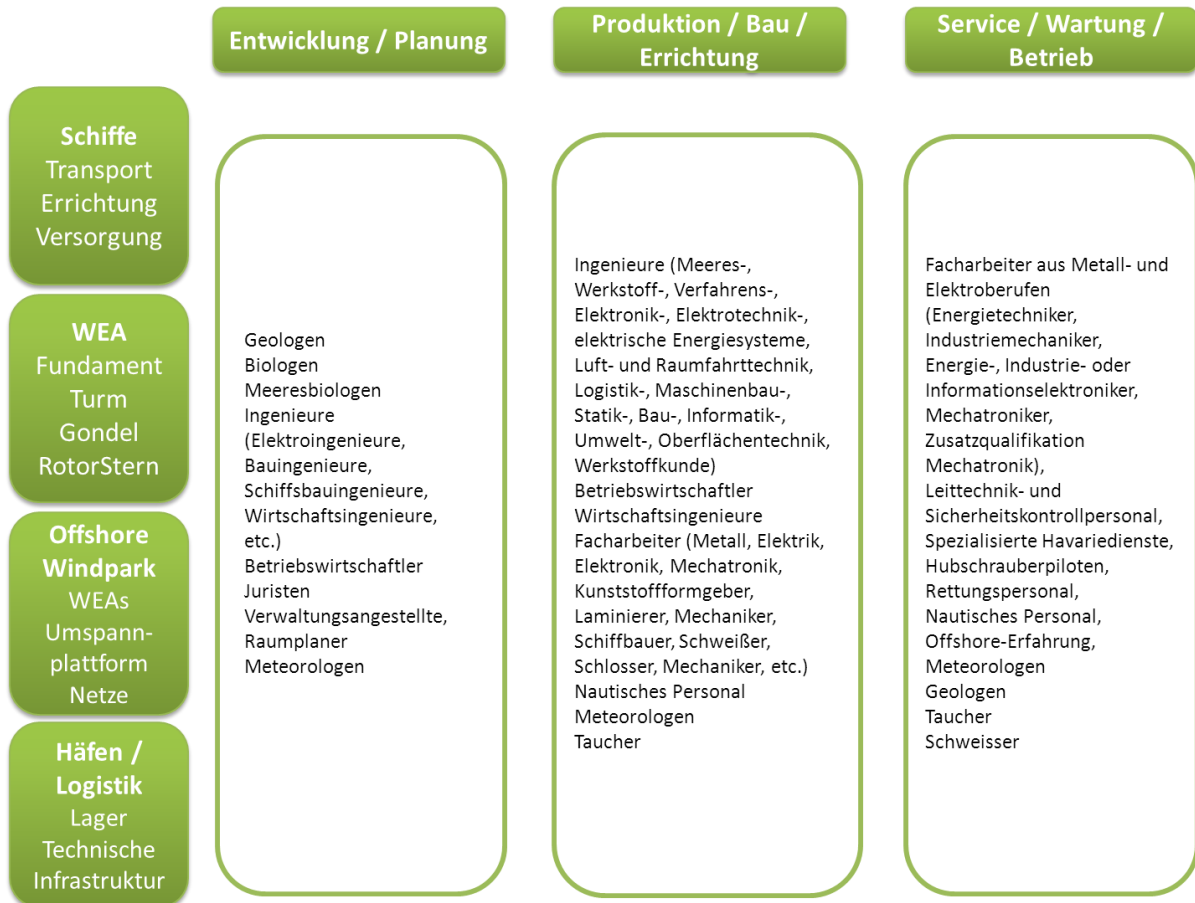 Entwicklung / Planung
Produktion / Bau /
Errichtung
Service / Wartung /
Betrieb
Schiffe
Transport
Errichtung
Versorgung
WEA
Fundament
Turm
Gondel
RotorStern
Offshore
Windpark
WEAs
Umspann-
plattform
Netze
Häfen /
Logistik
Lager
Technische
Infrastruktur
Geologen
Biologen
Meeresbiologen
Ingenieure
(Elektroingenieure,
Bauingenieure,
Schiffsbauingenieure,
Wirtschaftsingenieure,
etc.)
Betriebswirtschaftler
Juristen
Verwaltungsangestellte,
Raumplaner
Meteorologen
Ingenieure (Meeres-,
Werkstoff-, Verfahrens-,
Elektronik-, Elektrotechnik-,
elektrische Energiesysteme,
Luft- und Raumfahrttechnik,
Logistik-, Maschinenbau-,
Statik-, Bau-, Informatik-,
Umwelt-, Oberflächentechnik,
Werkstoffkunde)
Betriebswirtschaftler
Wirtschaftsingenieure
Facharbeiter (Metall, Elektrik,
Elektronik, Mechatronik,
Kunststoffformgeber,
Laminierer, Mechaniker,
Schiffbauer, Schweißer,
Schlosser, Mechaniker, etc.)
Nautisches Personal
Meteorologen
Taucher
Facharbeiter aus Metall- und
Elektroberufen
(Energietechniker,
Industriemechaniker,
Energie-, Industrie- oder
Informationselektroniker,
Mechatroniker,
Zusatzqualifikation
Mechatronik),
Leittechnik- und
Sicherheitskontrollpersonal,
Spezialisierte Havariedienste,
Hubschrauberpiloten,
Rettungspersonal,
Nautisches Personal,
Offshore-Erfahrung,
Meteorologen
Geologen
Taucher
Schweisser